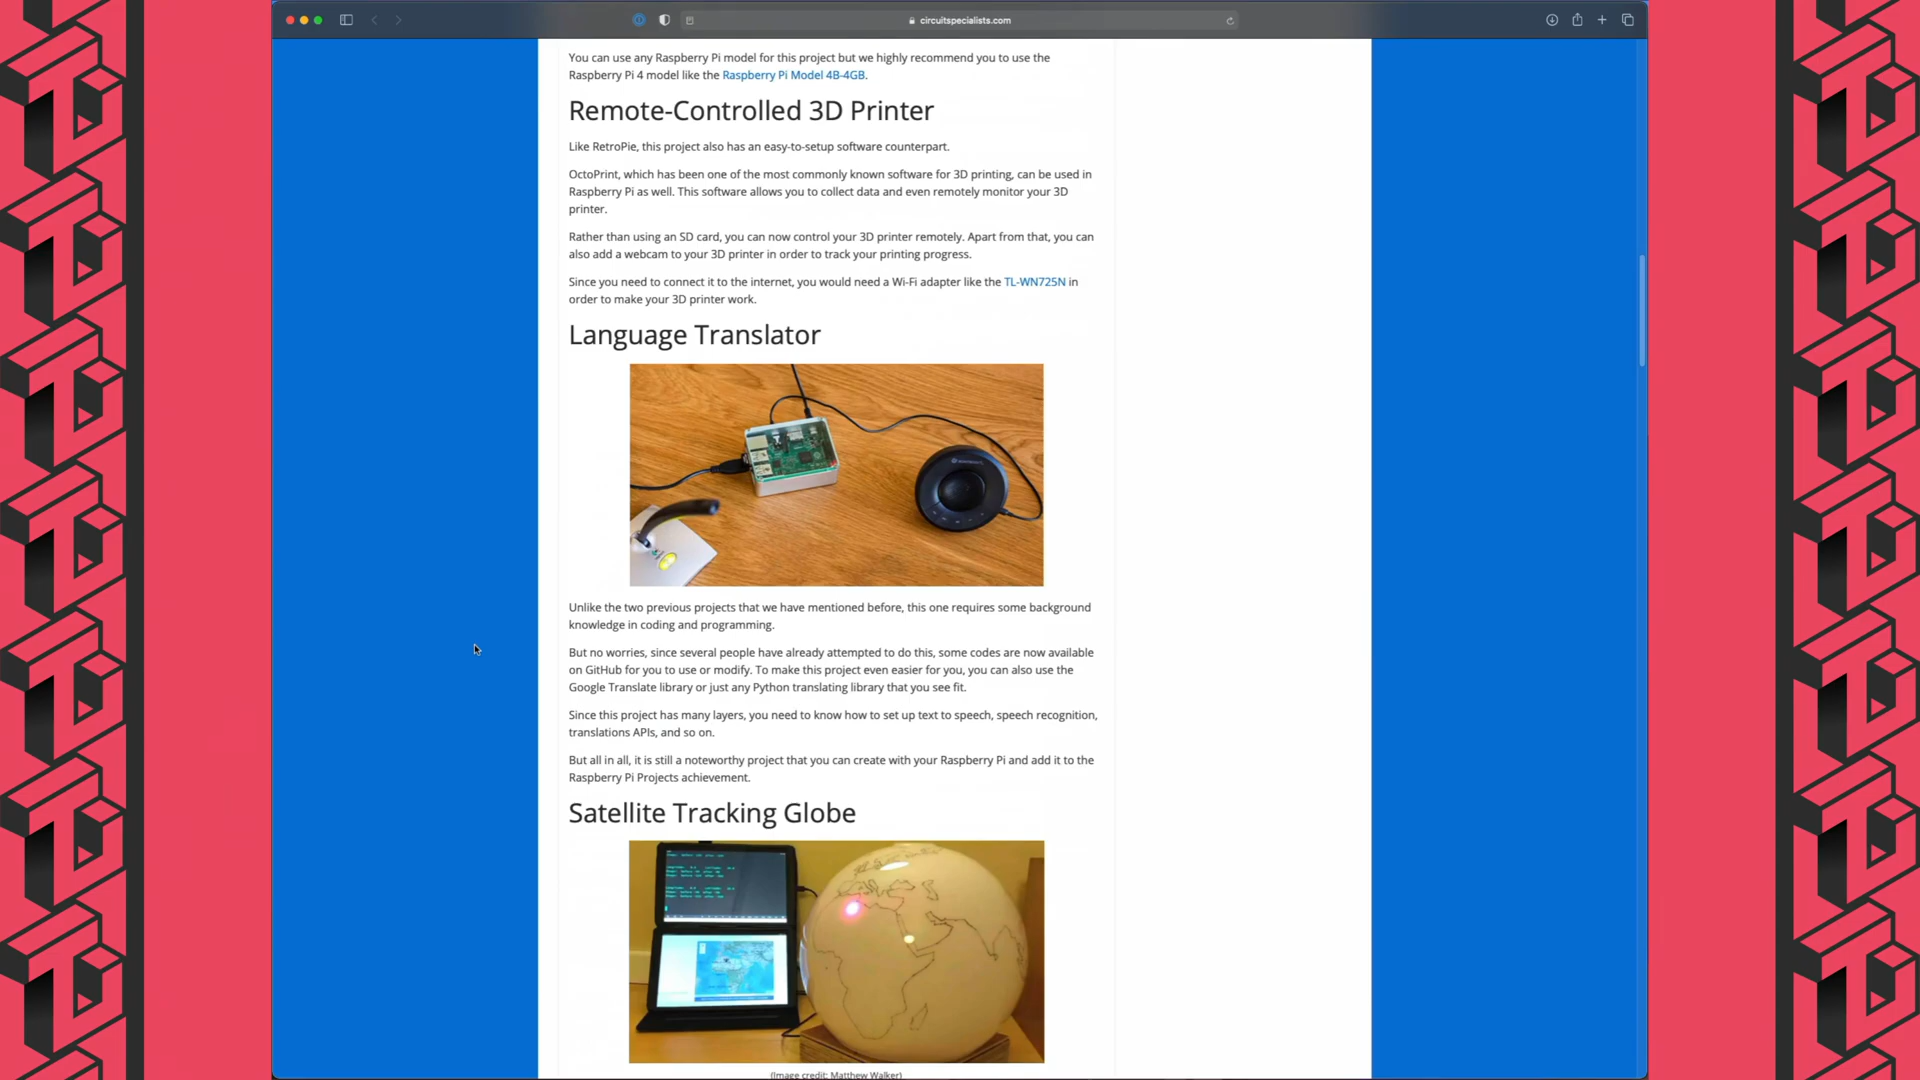 circuitspecialists.com
You can use any Raspberry Pi model for this project but we highly recommend you to use the
Raspberry Pi 4 model like the Raspberry Pi Model 4B-4GB.
Remote-Controlled 3D Printer
Like RetroPie, this project also has an easy-to-setup software counterpart.
OctoPrint, which has been one of the most commonly known software for 3D printing, can be used in
Raspberry Pi as well. This software allows you to collect data and even remotely monitor your 3D
printer.
Rather than using an SD card, you can now control your 3D printer remotely. Apart from that, you can
also add a webcam to your 3D printer in order to track your printing progress.
Since you need to connect it to the internet, you would need a Wi-Fi adapter like the TL-WN725N in
order to make your 3D printer work.
Language Translator
Unlike the two previous projects that we have mentioned before, this one requires some background
knowledge in coding and programming.
But no worries, since several people have already attempted to do this, some codes are now available
on GitHub for you to use or modify. To make this project even easier for you, you can also use the
Google Translate library or just any Python translating library that you see fit.
Since this project has many layers, you need to know how to set up text to speech, speech recognition,
translations APIs, and so on.
But all in all, it is still a noteworthy project that you can create with your Raspberry Pi and add it to the
Raspberry Pi Projects achievement.
Satellite Tracking Globe
(Image credit: Matthew Walker)